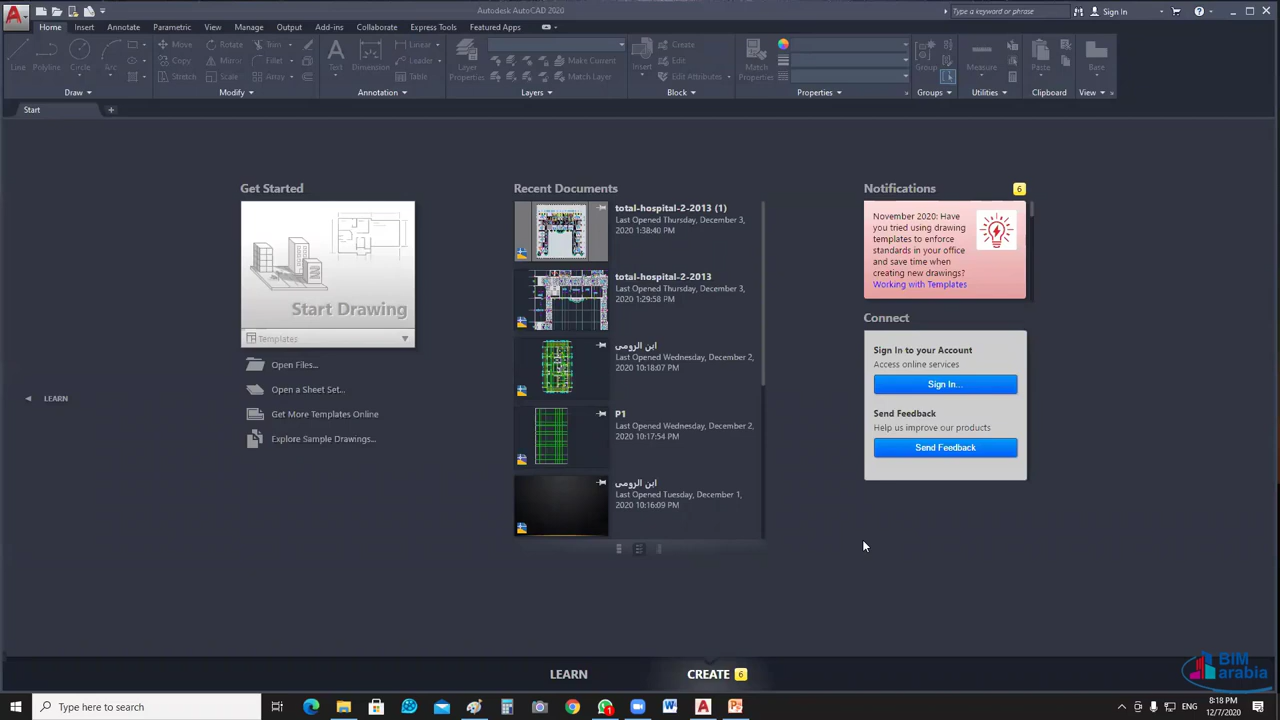 Autodesk AutoCAD 2020
Type a keyword or phrase
Sign In
Home
Insert
Annotate
Parametric
View
Manage
Output
Add-ins
Collaborate
Express Tools
Featured Apps
Line
Polyline
Circle
Arc
Move
Rotate
Trim
Copy
Mirror
Fillet
Stretch
Scale
Array
Text
Dimension
Linear
Leader
Table
Layer
Properties
Make Current
Match Layer
Insert
Create
Edit
Edit Attributes
Match
Properties
Group
Measure
Paste
Base
Draw
Modify
Annotation
Layers
Block
Properties
Groups
Utilities
Clipboard
View
Start
Get Started
Start Drawing
Templates
Open Files...
Open a Sheet Set...
Get More Templates Online
Explore Sample Drawings...
LEARN
Recent Documents
total-hospital-2-2013 (1)
Last Opened Thursday, December 3,
2020 1:38:40 PM
total-hospital-2-2013
Last Opened Thursday, December 3,
2020 1:29:58 PM
ابن الرومى
Last Opened Wednesday, December 2,
2020 10:18:07 PM
P1
Last Opened Wednesday, December 2,
2020 10:17:54 PM
ابن الرومى
Last Opened Tuesday, December 1,
2020 10:16:09 PM
Notifications
6
November 2020: Have
you tried using drawing
templates to enforce
standards in your office
and save time when
creating new drawings?
Working with Templates
Connect
Sign In to your Account
Access online services
Sign In...
Send Feedback
Help us improve our products
Send Feedback
LEARN
CREATE 6
BIM
arabia
Type here to search
1
ENG
8:18 PM
12/7/2020